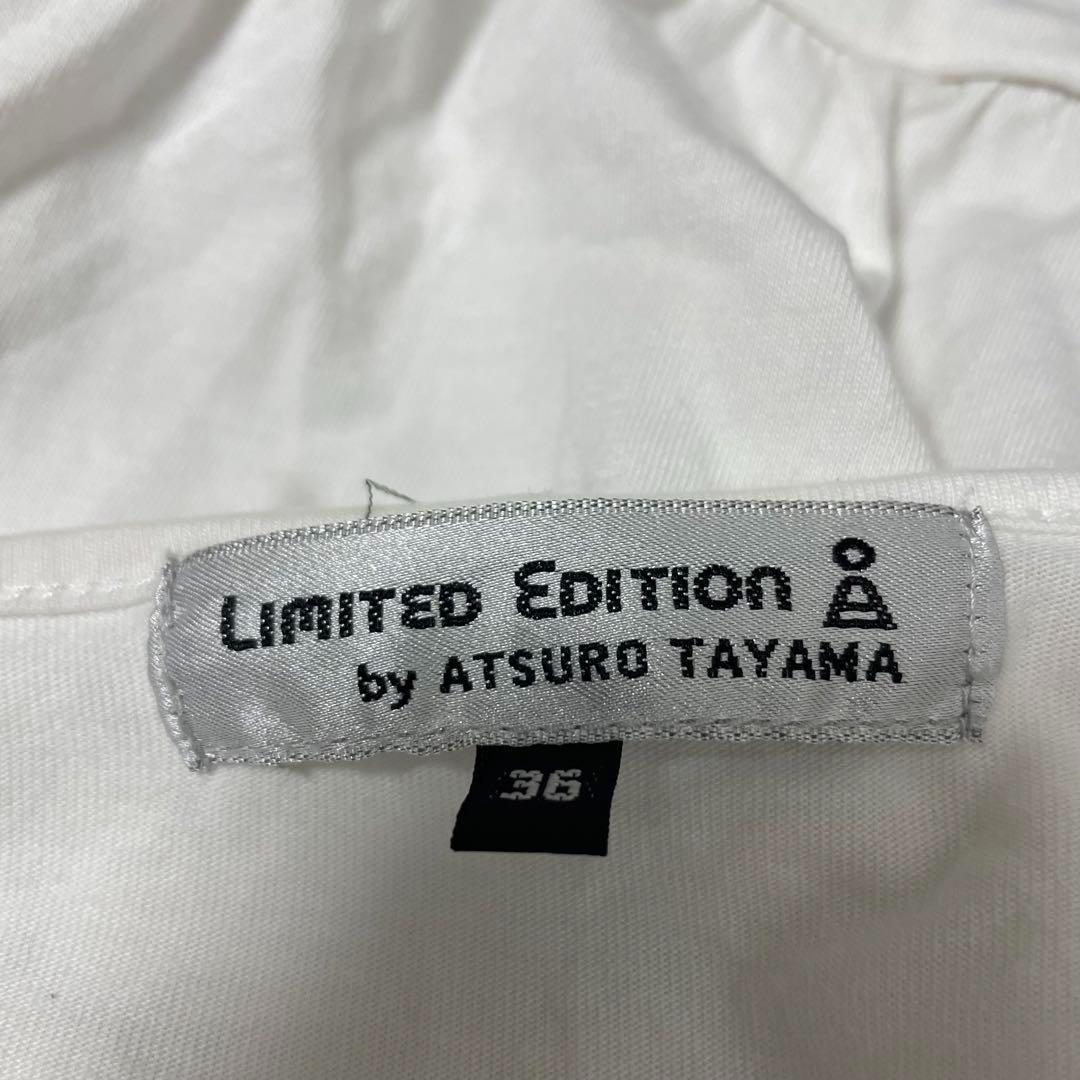 LIMITED EDITION
by ATSURO TAYAMA
36